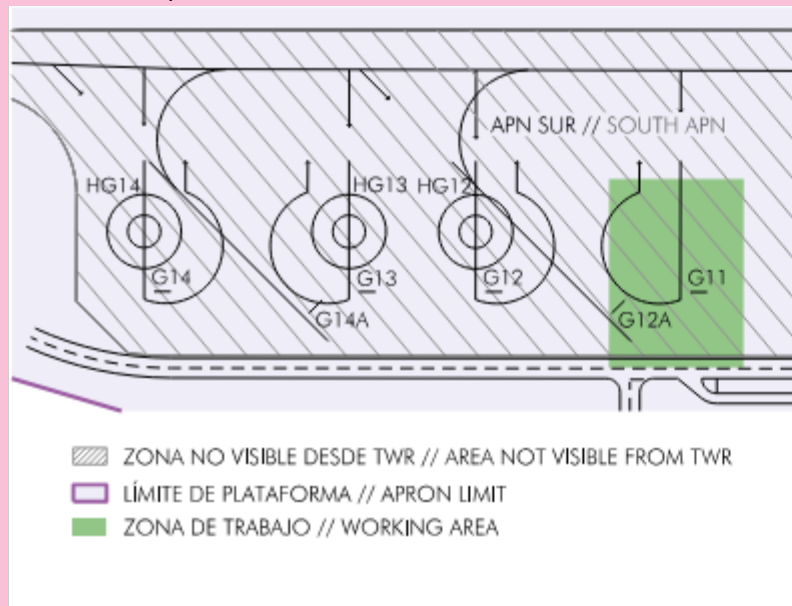 APN SUR // SOUTH APN
HG14
HG13
HG12
G14
G13
G12
G11
G14A
G12A
ZONA NO VISIBLE DESDE TWR // AREA NOT VISIBLE FROM TWR
LÍMITE DE PLATAFORMA // APRON LIMIT
ZONA DE TRABAJO // WORKING AREA